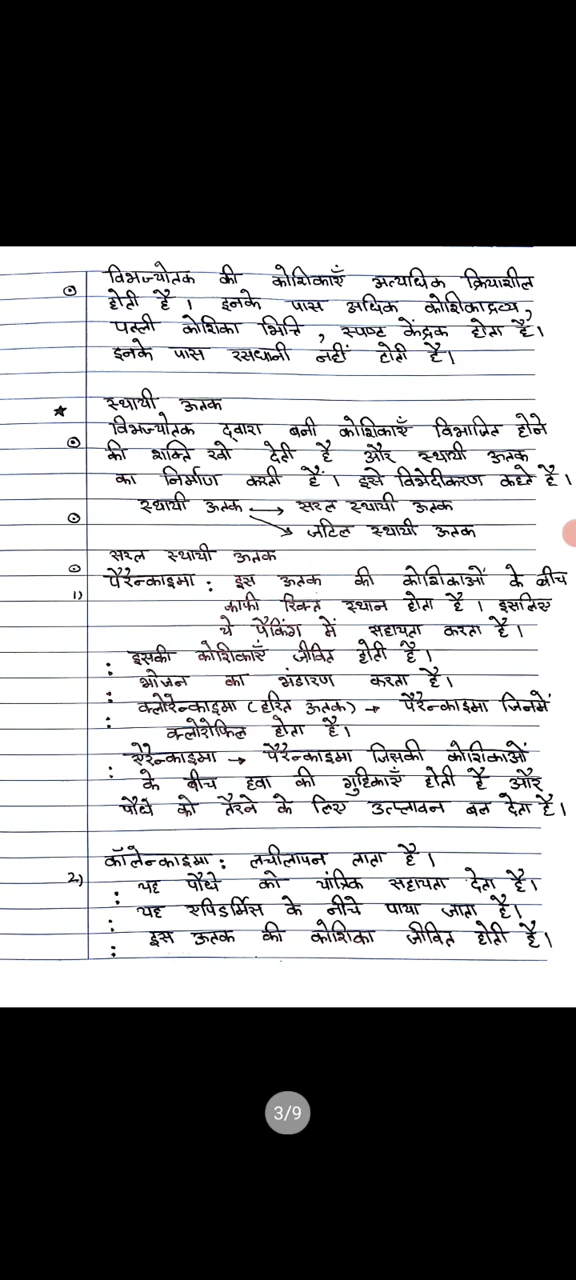 विभज्योतक की कोशिकाएँ अत्यधिक क्रियाशील
होती है। इनके पास अधिक कोशिकाद्रव्य,
पतली कोशिका भित्ति, स्पष्ट केंद्रक होता है।
इनके पास रसधानी नहीं होती है।
★ स्थायी ऊतक
विभज्योतक द्वारा बनी कोशिकाएँ विभाजित होने
की शक्ति खो देती है और स्थायी ऊतक
का निर्माण करती हैं। इसे विभेदीकरण कहते है।
स्थायी ऊतक → सरल स्थायी ऊतक
→ जटिल स्थायी ऊतक
सरल स्थायी ऊतक
1) पैरेन्काइमा : इस ऊतक की कोशिकाओं के बीच
काफी रिक्त स्थान होता है। इसलिए
ये पैकिंग में सहायता करता है।
: इसकी कोशिकाएँ जीवित होती है।
: भोजन का भंडारण करता है।
: क्लोरेन्काइमा (हरित ऊतक) → पैरेन्काइमा जिनमें
क्लोरोफिल होता है।
: ऐरेन्काइमा → पैरेन्काइमा जिसकी कोशिकाओं
के बीच हवा की गुहिकाएँ होती हैं और
पौधे को तैरने के लिए उत्प्लावन बल देता है।
2) कॉलेन्काइमा : लचीलापन लाता है।
: यह पौधे को यांत्रिक सहायता देता है।
: यह एपिडर्मिस के नीचे पाया जाता है।
: इस ऊतक की कोशिका जीवित होती है।
3/9